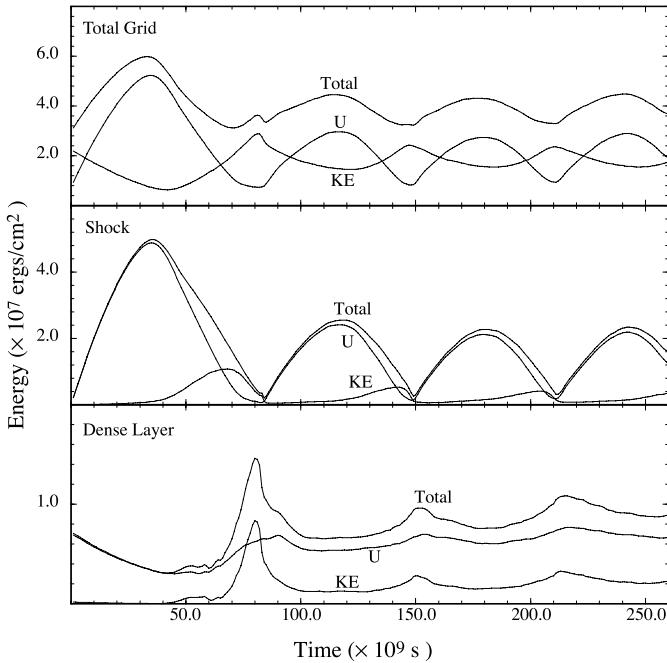 Total Grid
6.0
Total
4.0
U
2.0
KE
Shock
4.0
Total
U
2.0
KE
Energy (× 10⁷ ergs/cm²)
Dense Layer
1.0
Total
U
KE
50.0 100.0 150.0 200.0 250.0
Time (× 10⁹ s )